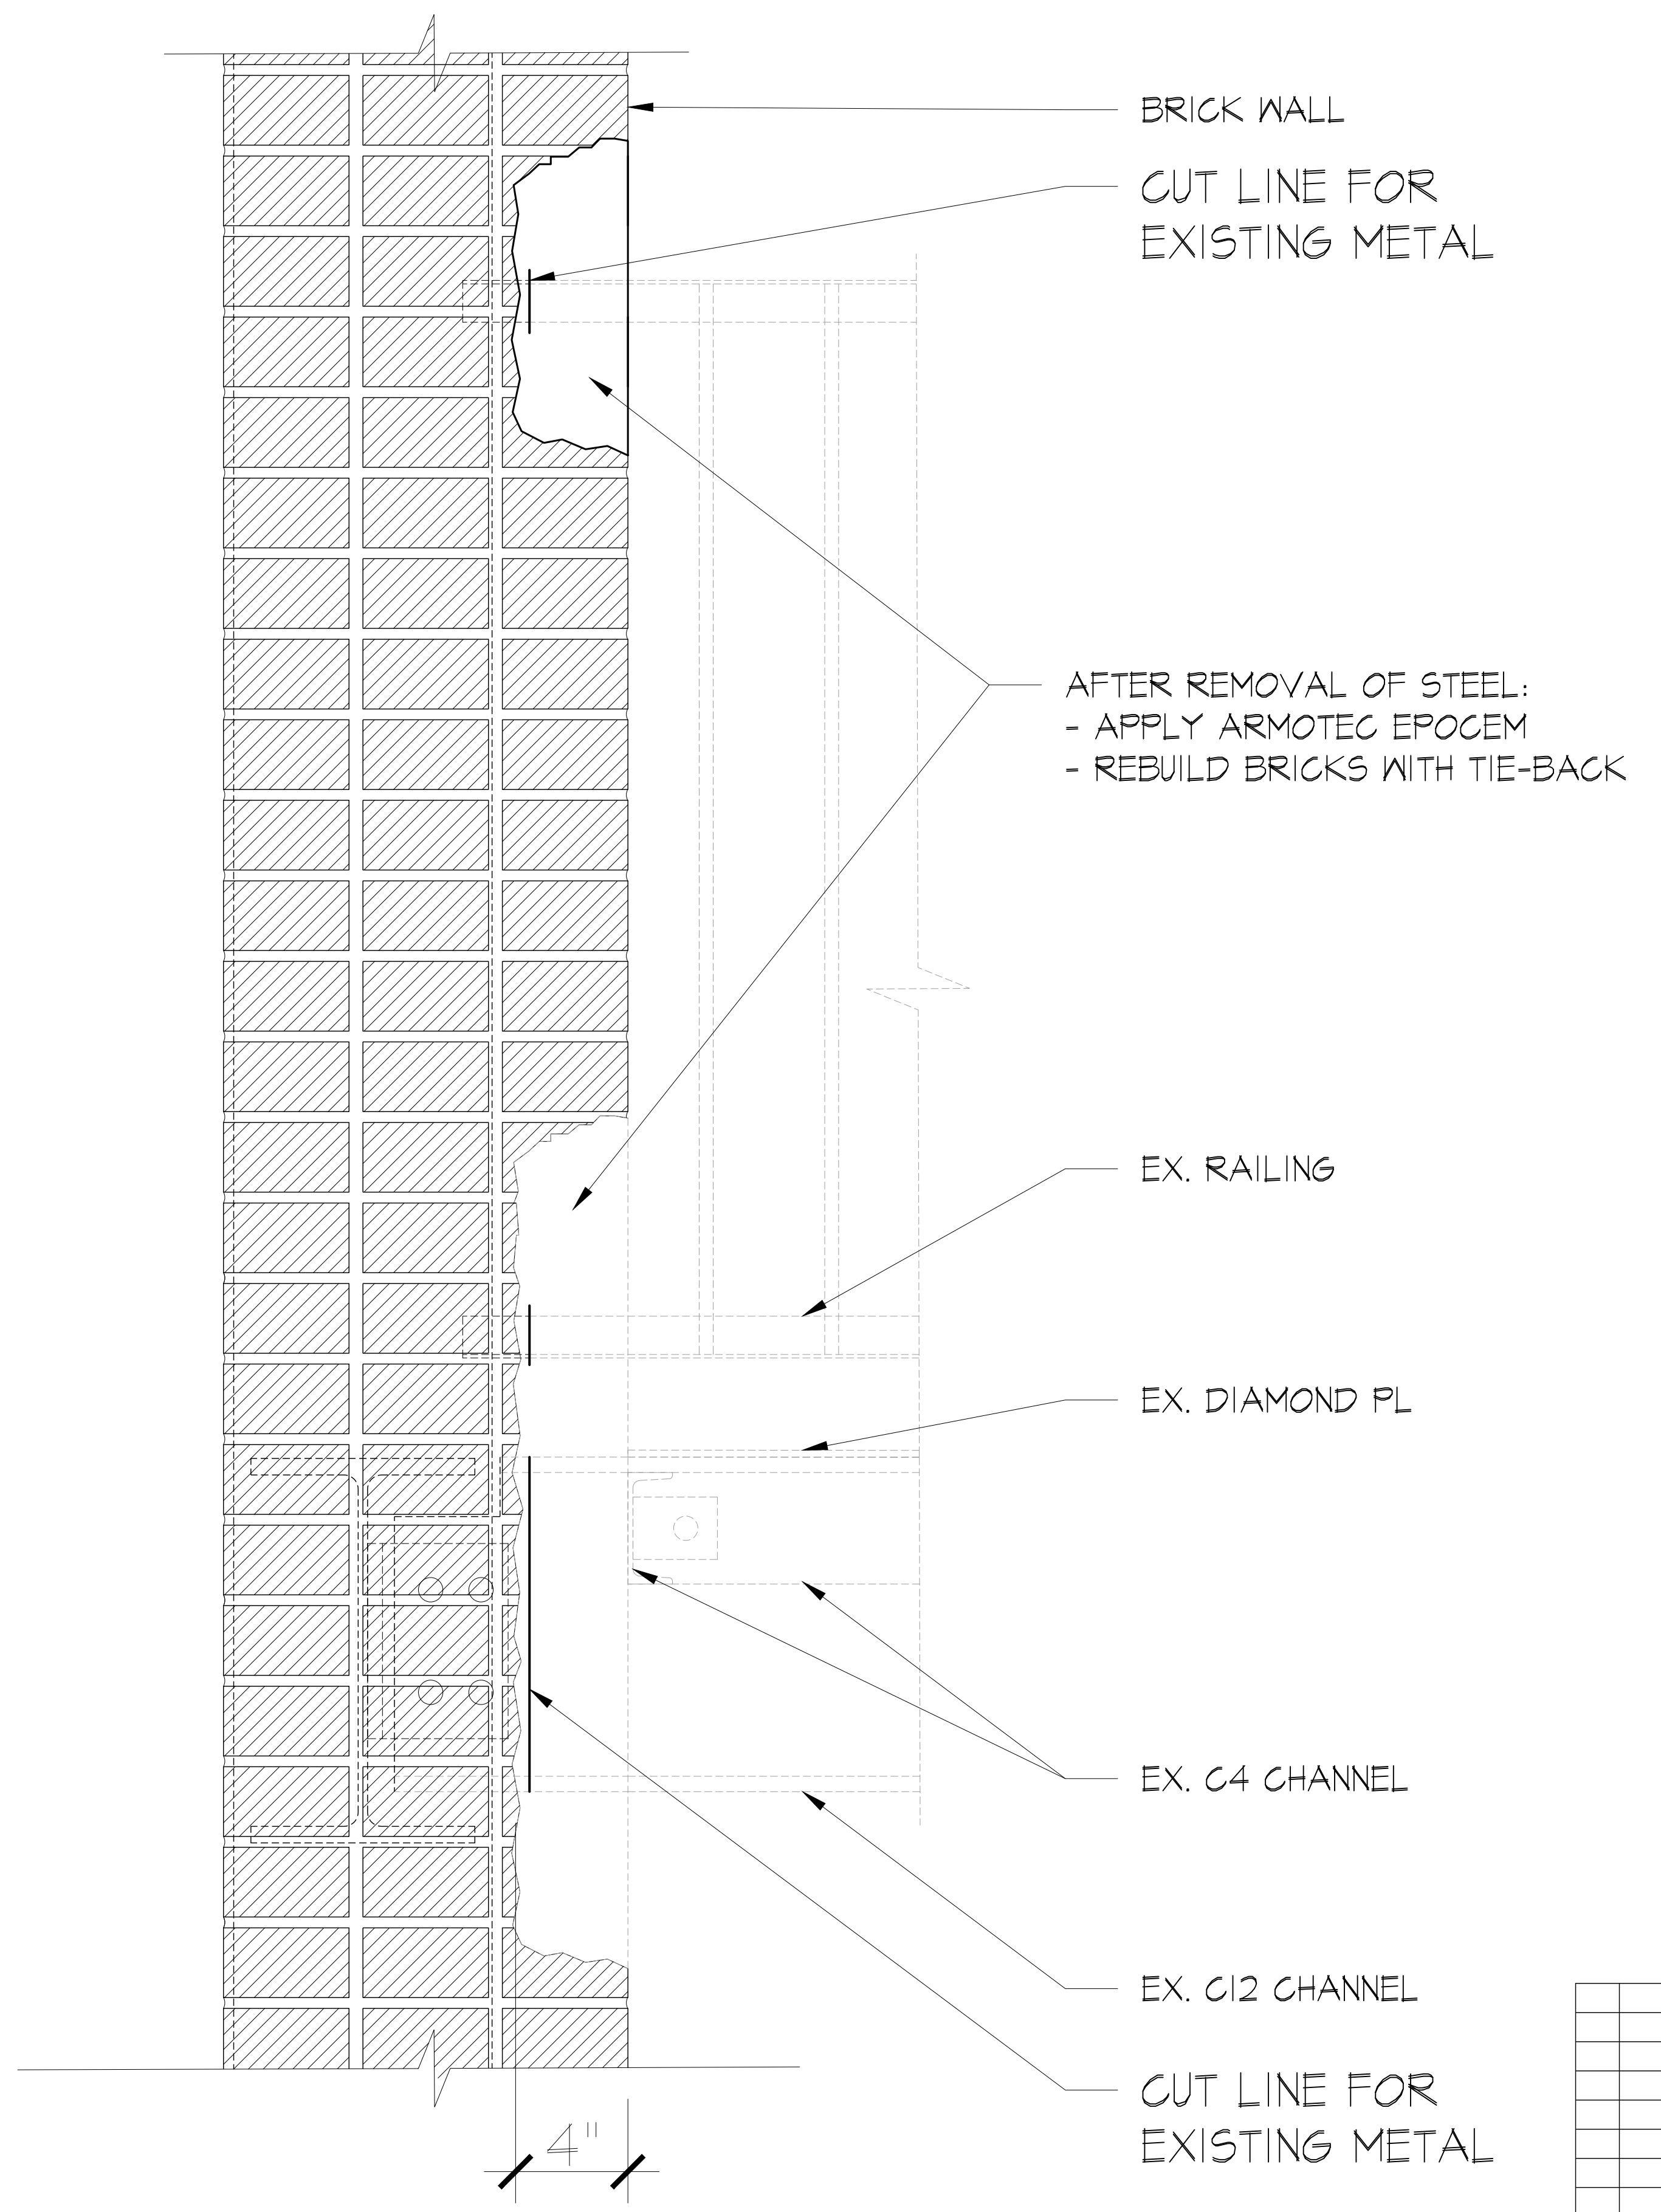 BRICK WALL
CUT LINE FOR
EXISTING METAL
AFTER REMOVAL OF STEEL:
- APPLY ARMOTEC EPOCEM
- REBUILD BRICKS WITH TIE-BACK
EX. RAILING
EX. DIAMOND PL
EX. C4 CHANNEL
EX. C12 CHANNEL
CUT LINE FOR
EXISTING METAL
4"